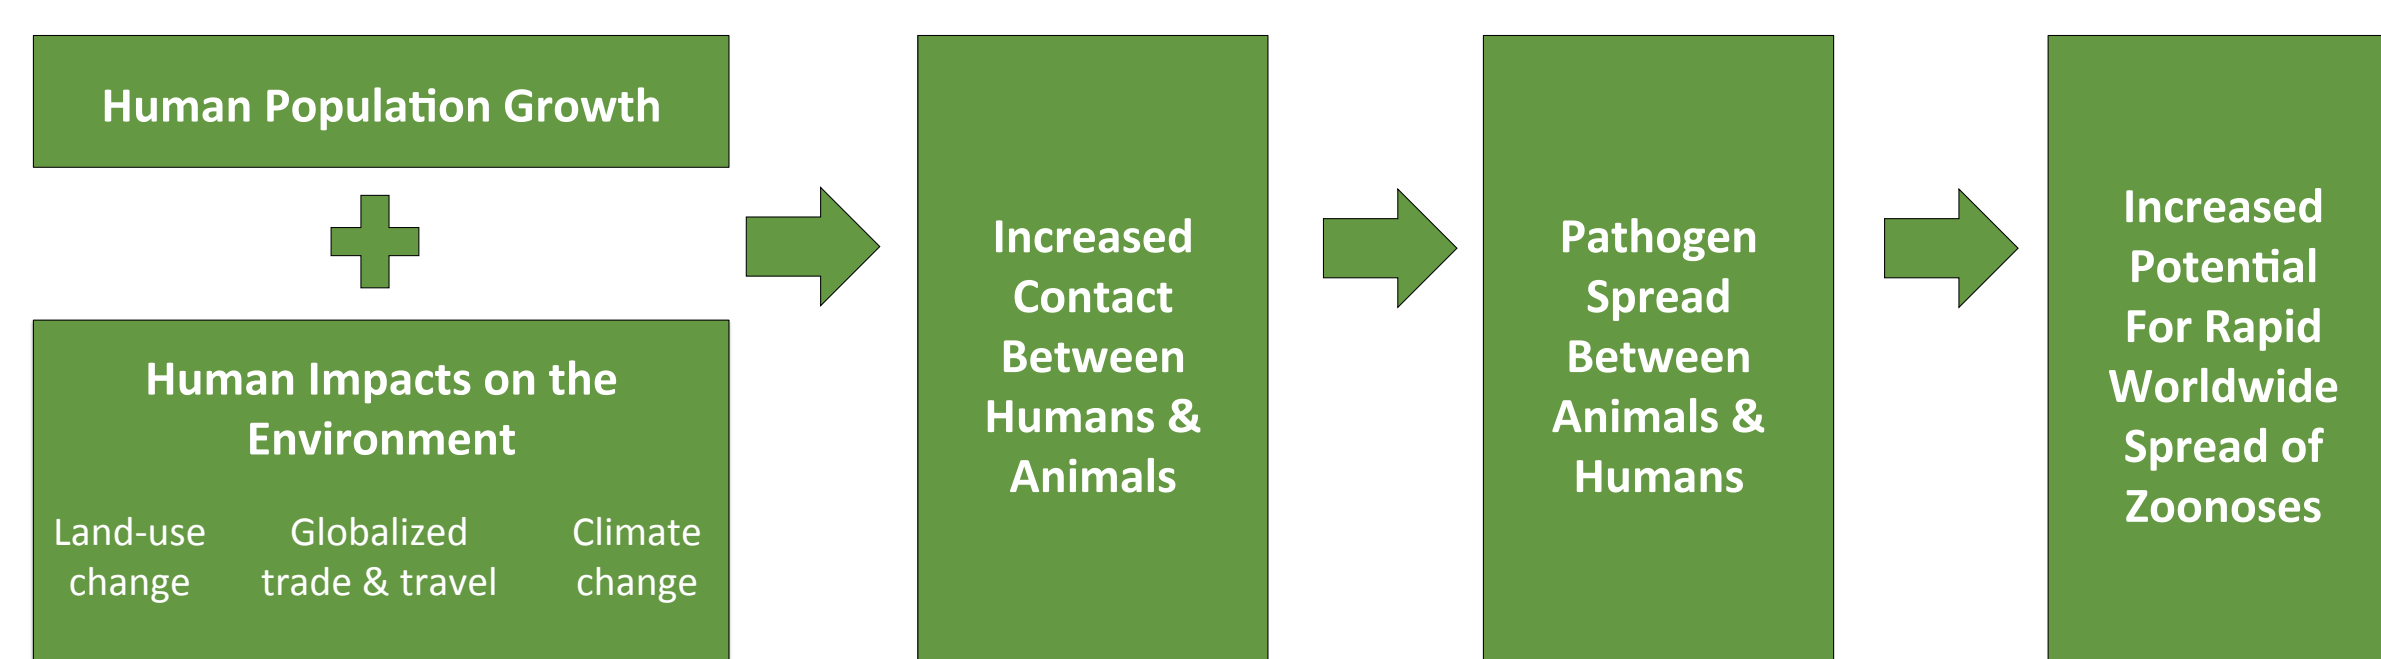 Human Population Growth
Human Impacts on the
Environment
Land-use
change
Globalized
trade & travel
Climate
change
Increased
Contact
Between
Humans &
Animals
Pathogen
Spread
Between
Animals &
Humans
Increased
Potential
For Rapid
Worldwide
Spread of
Zoonoses